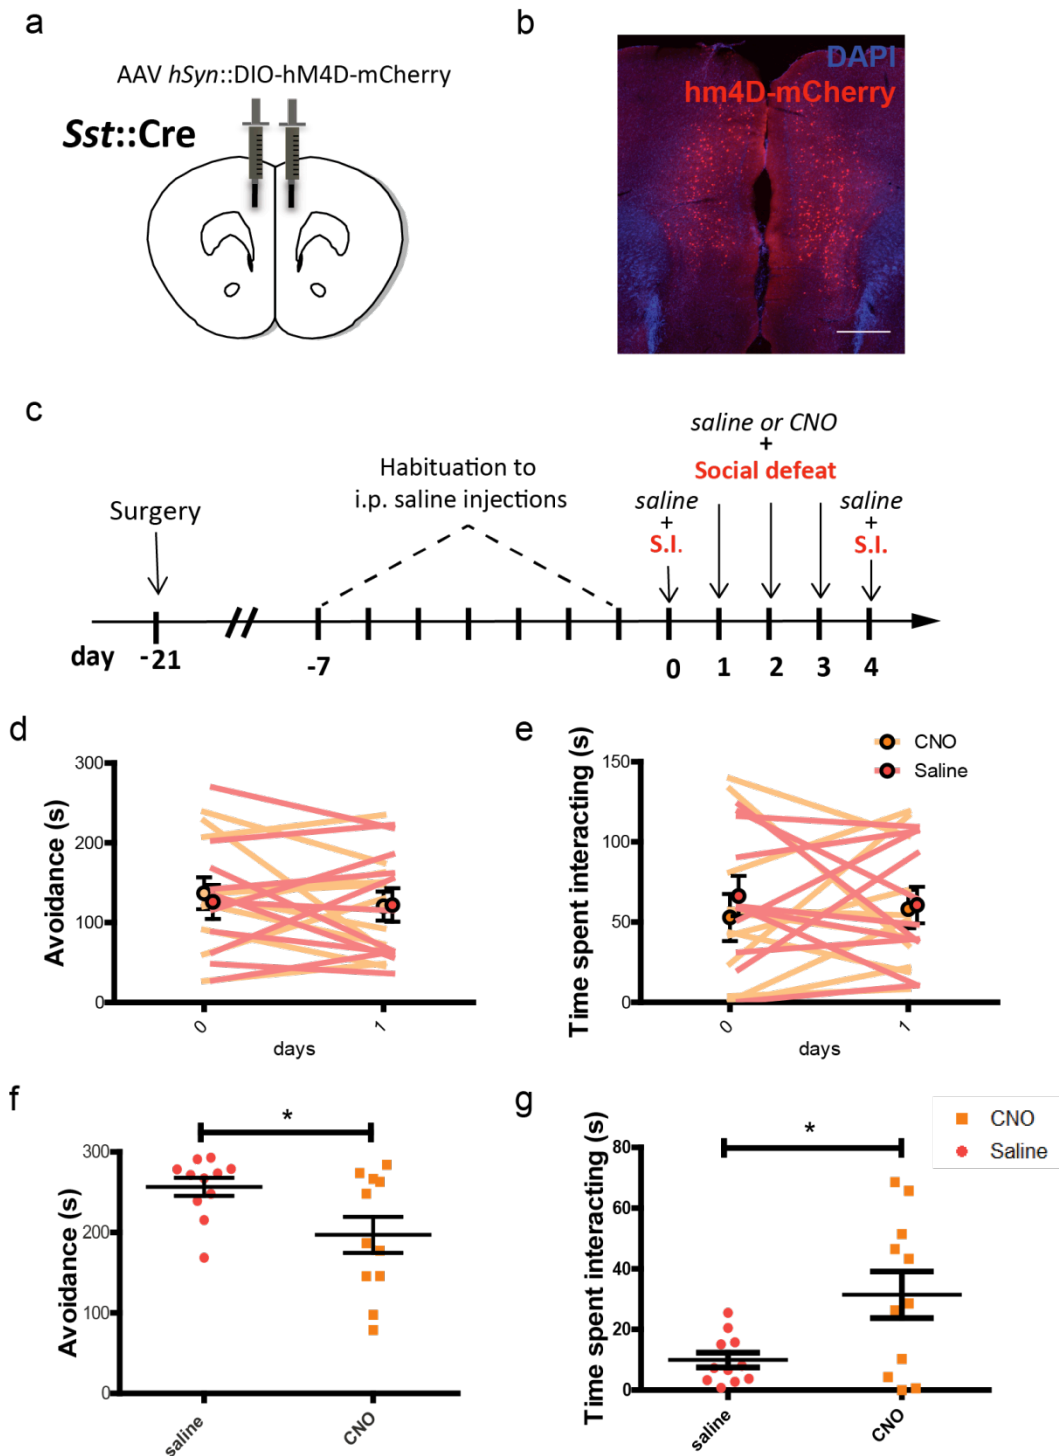 a
AAV hSyn::DIO-hM4D-mCherry
Sst::Cre
b
DAPI
hm4D-mCherry
c
saline or CNO
+
Social defeat
Habituation to
i.p. saline injections
Surgery
saline
+
S.I.
saline
+
S.I.
day -21 -7 0 1 2 3 4
d
Avoidance (s)
300
200
100
0
0 1
days
e
Time spent interacting (s)
150
100
50
0
0 1
days
CNO
Saline
f
Avoidance (s)
300
200
100
0
*
saline CNO
g
Time spent interacting (s)
80
60
40
20
0
*
saline CNO
CNO
Saline